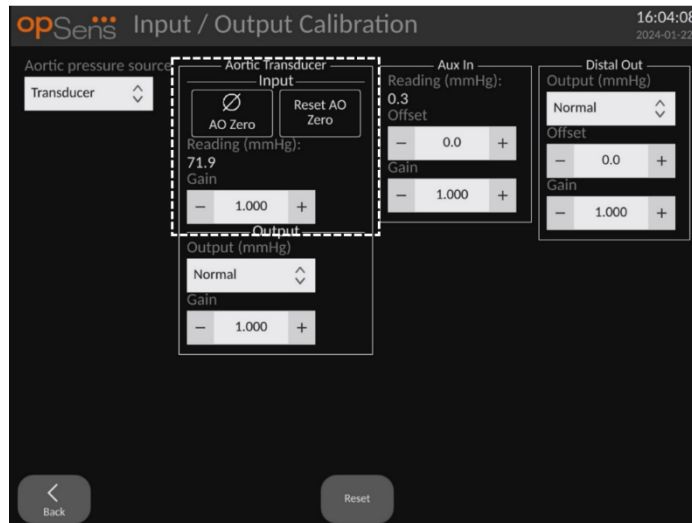 opSens Input / Output Calibration
16:04:08
2024-01-22
Aortic pressure source
Transducer
Aortic Transducer
Input
AO Zero
Reset AO
Zero
Reading (mmHg):
71.9
Gain
− 1.000 +
Output
Output (mmHg)
Normal
Gain
− 1.000 +
Aux In
Reading (mmHg):
0.3
Offset
− 0.0 +
Gain
− 1.000 +
Distal Out
Output (mmHg)
Normal
Offset
− 0.0 +
Gain
− 1.000 +
Back
Reset